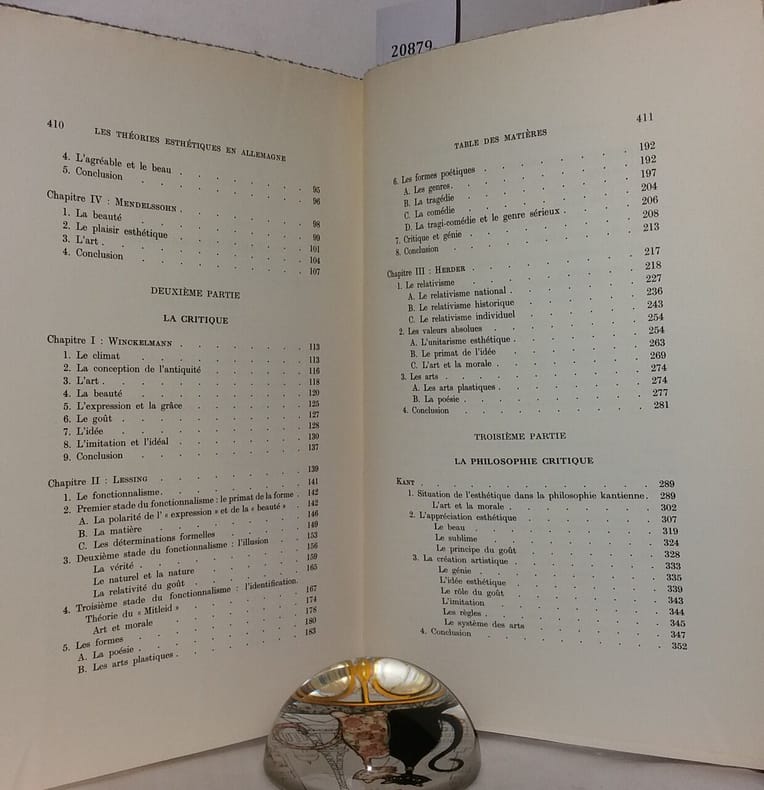 20879
410 LES THÉORIES ESTHÉTIQUES EN ALLEMAGNE
4. L'agréable et le beau . . . . . 95
5. Conclusion . . . . . 96
Chapitre IV : MENDELSSOHN . . . . . 98
1. La beauté . . . . . 99
2. Le plaisir esthétique . . . . . 101
3. L'art . . . . . 104
4. Conclusion . . . . . 107
DEUXIÈME PARTIE
LA CRITIQUE
Chapitre I : WINCKELMANN . . . . . 113
1. Le climat . . . . . 113
2. La conception de l'antiquité . . . . . 116
3. L'art . . . . . 118
4. La beauté . . . . . 120
5. L'expression et la grâce . . . . . 125
6. Le goût . . . . . 127
7. L'idée . . . . . 128
8. L'imitation et l'idéal . . . . . 130
9. Conclusion . . . . . 137
Chapitre II : LESSING . . . . . 139
1. Le fonctionnalisme . . . . . 141
2. Premier stade du fonctionnalisme : le primat de la forme . 142
A. La polarité de l' « expression » et de la « beauté » . 142
B. La matière . . . . . 146
C. Les déterminations formelles . . . . . 149
3. Deuxième stade du fonctionnalisme : l'illusion . . . . . 153
La vérité . . . . . 156
Le naturel et la nature . . . . . 159
La relativité du goût . . . . . 165
4. Troisième stade du fonctionnalisme : l'identification.
Théorie du « Mitleid » . . . . . 167
Art et morale . . . . . 174
5. Les formes . . . . . 178
A. La poésie . . . . . 180
B. Les arts plastiques . . . . . 183
TABLE DES MATIÈRES 411
6. Les formes poétiques . . . . . 192
A. Les genres . . . . . 192
B. La tragédie . . . . . 197
C. La comédie . . . . . 204
D. La tragi-comédie et le genre sérieux . . . . . 206
7. Critique et génie . . . . . 208
8. Conclusion . . . . . 213
Chapitre III : HERDER . . . . . 217
1. Le relativisme . . . . . 218
A. Le relativisme national . . . . . 227
B. Le relativisme historique . . . . . 236
C. Le relativisme individuel . . . . . 243
2. Les valeurs absolues . . . . . 254
A. L'unitarisme esthétique . . . . . 254
B. Le primat de l'idée . . . . . 263
C. L'art et la morale . . . . . 269
3. Les arts . . . . . 274
A. Les arts plastiques . . . . . 274
B. La poésie . . . . . 277
4. Conclusion . . . . . 281
TROISIÈME PARTIE
LA PHILOSOPHIE CRITIQUE
KANT . . . . . 289
1. Situation de l'esthétique dans la philosophie kantienne . 289
L'art et la morale . . . . . 302
2. L'appréciation esthétique . . . . . 307
Le beau . . . . . 319
Le sublime . . . . . 324
Le principe du goût . . . . . 328
3. La création artistique . . . . . 333
Le génie . . . . . 335
L'idée esthétique . . . . . 339
Le rôle du goût . . . . . 343
L'imitation . . . . . 344
Les règles . . . . . 345
Le système des arts . . . . . 347
4. Conclusion . . . . . 352